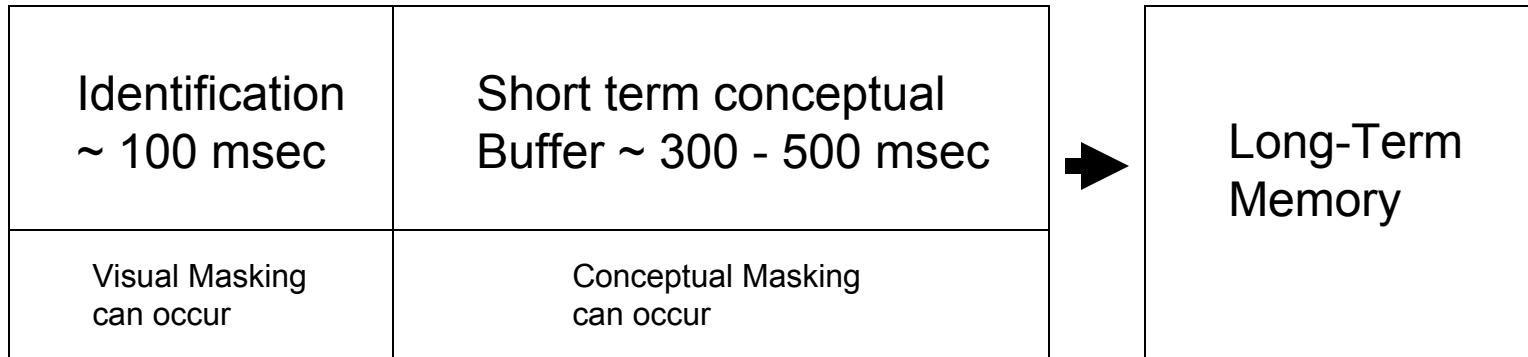 Identification
~ 100 msec
Short term conceptual
Buffer ~ 300 - 500 msec
Long-Term
Memory
Visual Masking
can occur
Conceptual Masking
can occur